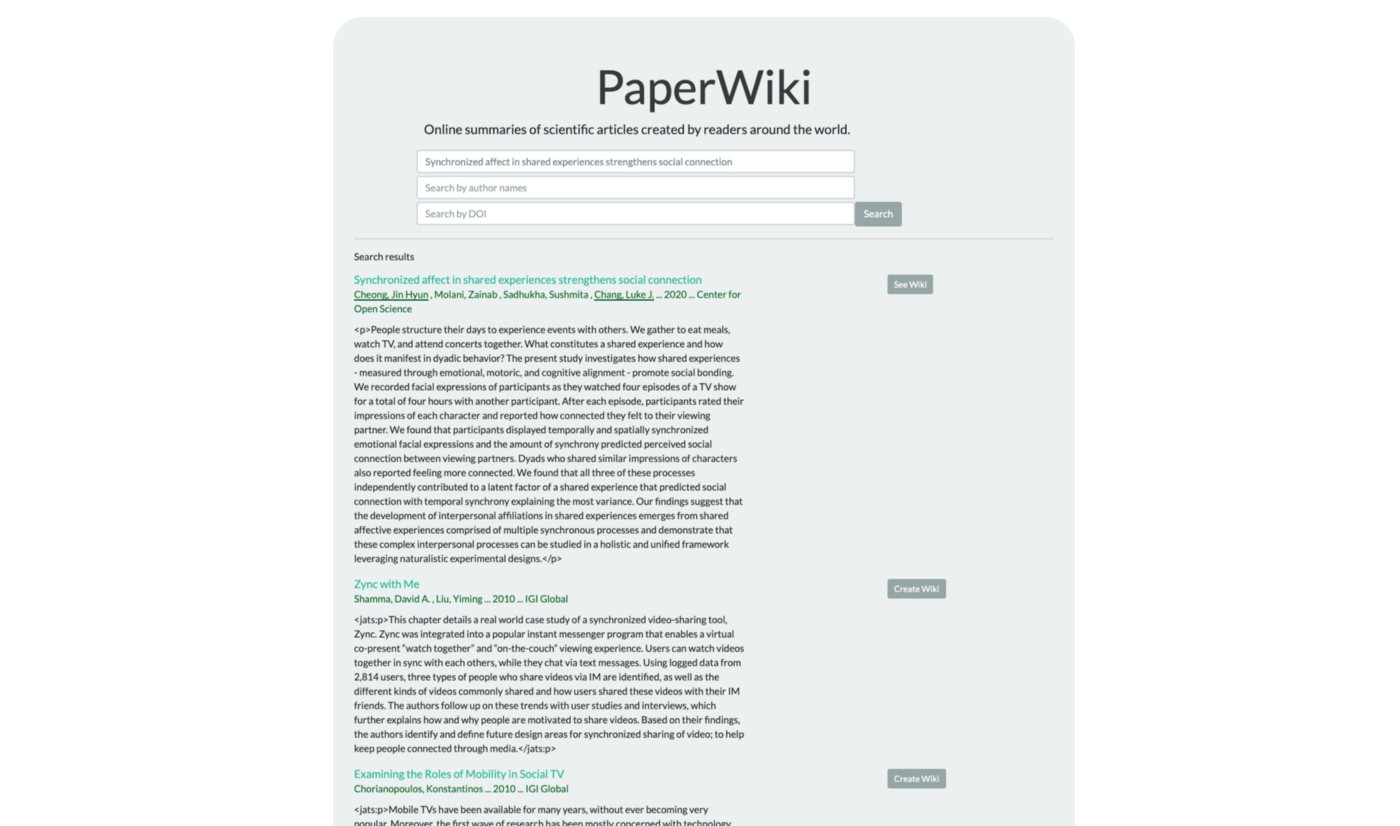 PaperWiki
Online summaries of scientific articles created by readers around the world.
Synchronized affect in shared experiences strengthens social connection
Search by author names
Search by DOI
Search
Search results
Synchronized affect in shared experiences strengthens social connection
See Wiki
Cheong, Jin Hyun , Molani, Zainab , Sadhukha, Sushmita , Chang, Luke J. ... 2020 ... Center for
Open Science
<p>People structure their days to experience events with others. We gather to eat meals,
watch TV, and attend concerts together. What constitutes a shared experience and how
does it manifest in dyadic behavior? The present study investigates how shared experiences
- measured through emotional, motoric, and cognitive alignment - promote social bonding.
We recorded facial expressions of participants as they watched four episodes of a TV show
for a total of four hours with another participant. After each episode, participants rated their
impressions of each character and reported how connected they felt to their viewing
partner. We found that participants displayed temporally and spatially synchronized
emotional facial expressions and the amount of synchrony predicted perceived social
connection between viewing partners. Dyads who shared similar impressions of characters
also reported feeling more connected. We found that all three of these processes
independently contributed to a latent factor of a shared experience that predicted social
connection with temporal synchrony explaining the most variance. Our findings suggest that
the development of interpersonal affiliations in shared experiences emerges from shared
affective experiences comprised of multiple synchronous processes and demonstrate that
these complex interpersonal processes can be studied in a holistic and unified framework
leveraging naturalistic experimental designs.</p>
Zync with Me
Create Wiki
Shamma, David A. , Liu, Yiming ... 2010 ... IGI Global
<jats:p>This chapter details a real world case study of a synchronized video-sharing tool,
Zync. Zync was integrated into a popular instant messenger program that enables a virtual
co-present “watch together” and “on-the-couch” viewing experience. Users can watch videos
together in sync with each others, while they chat via text messages. Using logged data from
2,814 users, three types of people who share videos via IM are identified, as well as the
different kinds of videos commonly shared and how users shared these videos with their IM
friends. The authors follow up on these trends with user studies and interviews, which
further explains how and why people are motivated to share videos. Based on their findings,
the authors identify and define future design areas for synchronized sharing of video; to help
keep people connected through media.</jats:p>
Examining the Roles of Mobility in Social TV
Create Wiki
Chorianopoulos, Konstantinos ... 2010 ... IGI Global
<jats:p>Mobile TVs have been available for many years, without ever becoming very
popular. Moreover, the first wave of research has been mostly concerned with technology